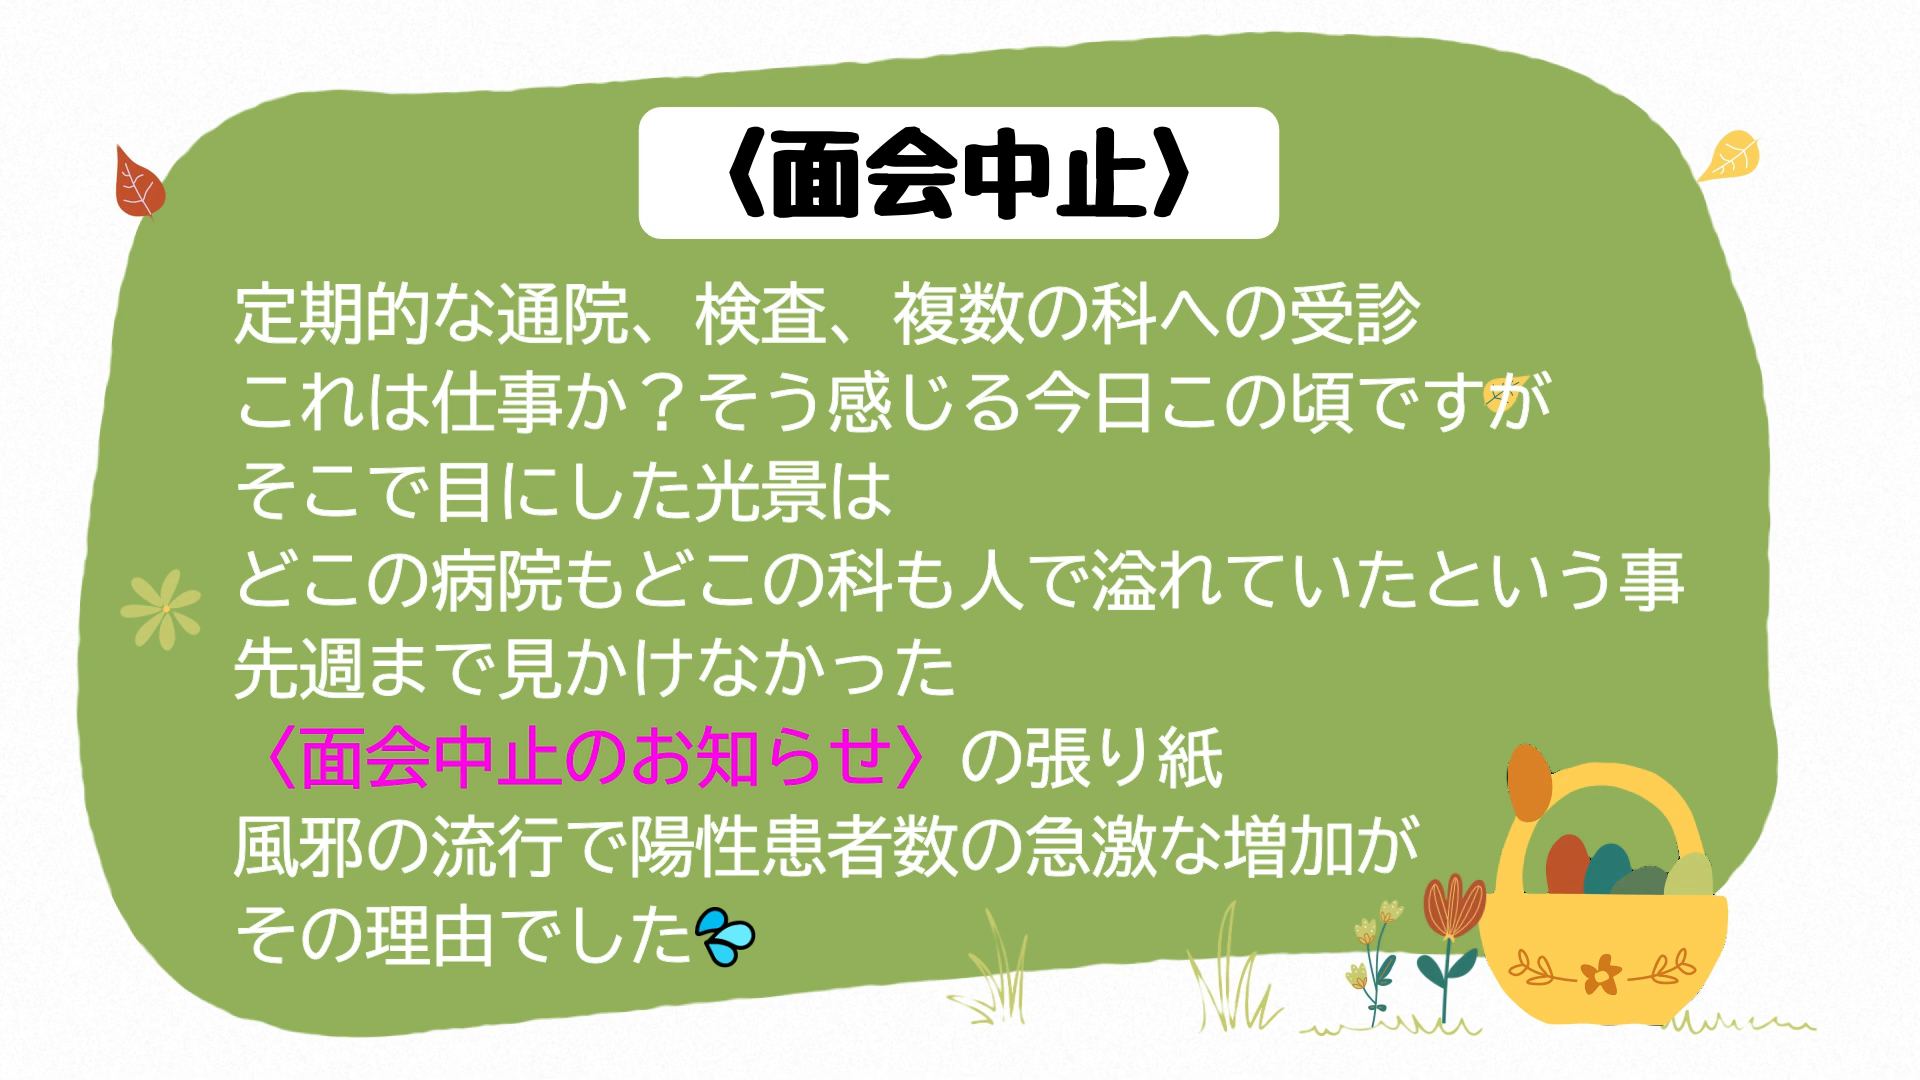 〈面会中止〉
定期的な通院、検査、複数の科への受診
これは仕事か？そう感じる今日この頃ですが
そこで目にした光景は
どこの病院もどこの科も人で溢れていたという事
先週まで見かけなかった
〈面会中止のお知らせ〉の張り紙
風邪の流行で陽性患者数の急激な増加が
その理由でした💦